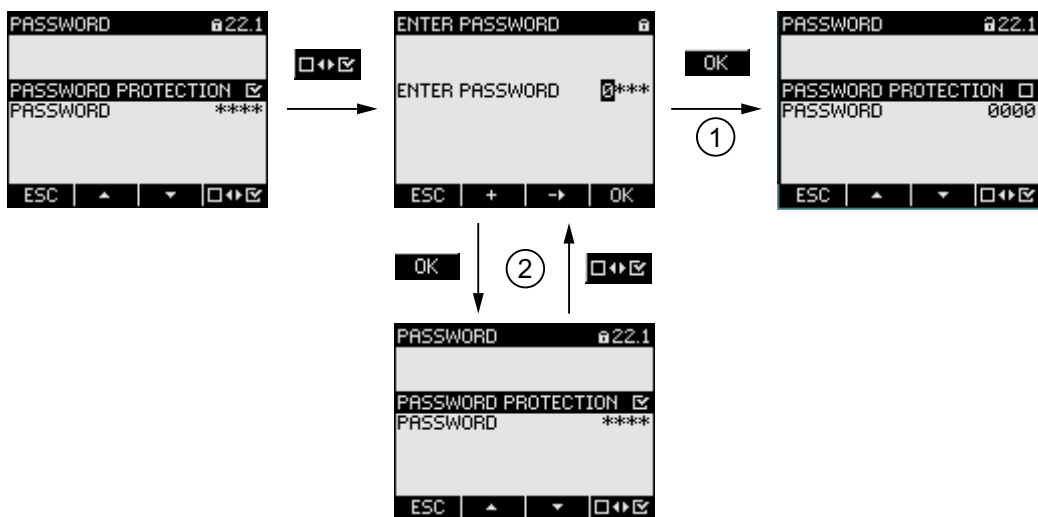 PASSWORD 22.1
PASSWORD PROTECTION
PASSWORD ****
ESC
ENTER PASSWORD
ENTER PASSWORD 0***
ESC + OK
OK
1
PASSWORD 22.1
PASSWORD PROTECTION
PASSWORD 0000
ESC
OK
2
PASSWORD 22.1
PASSWORD PROTECTION
PASSWORD ****
ESC